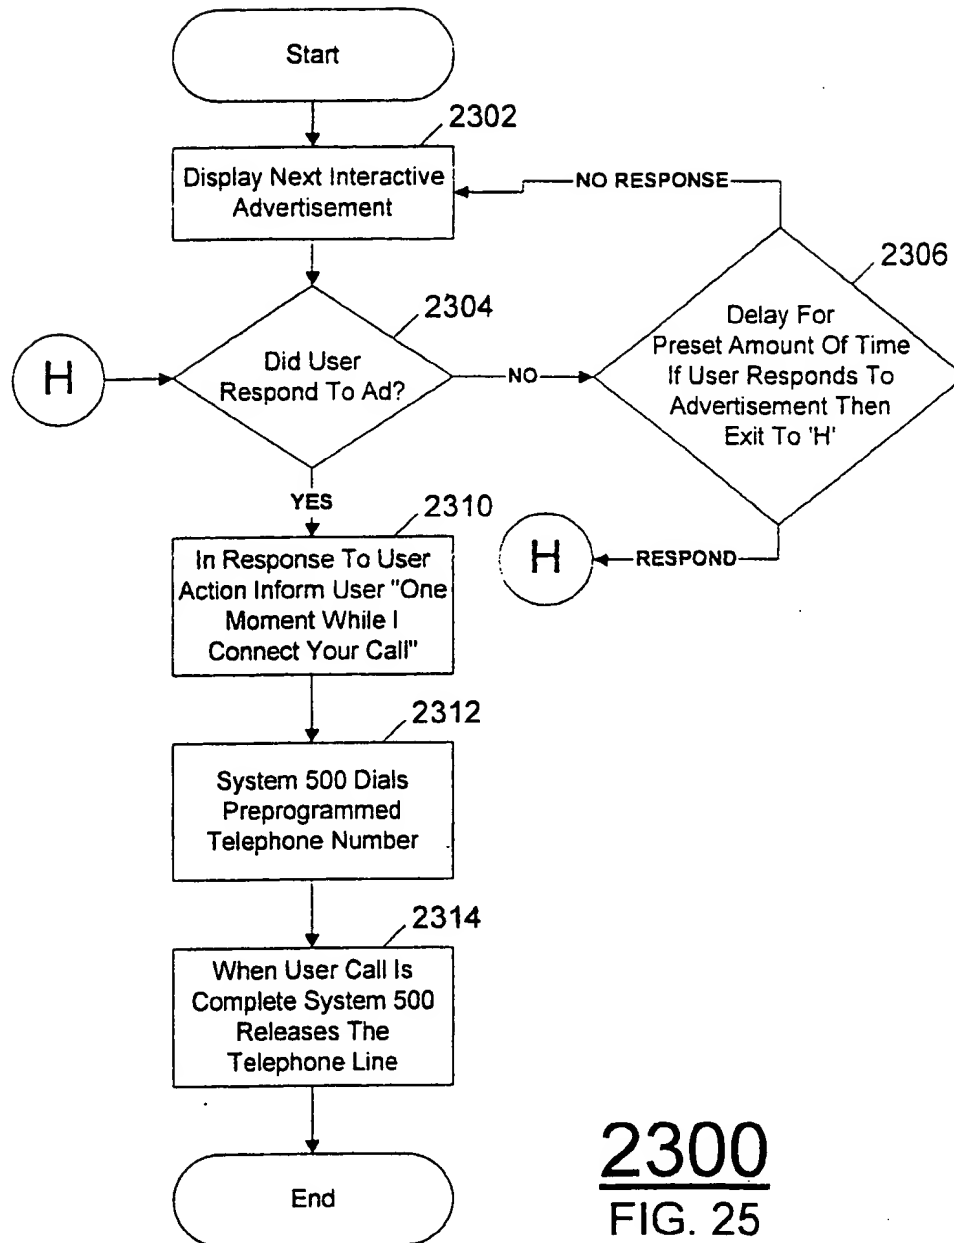 Start
2302
Display Next Interactive
Advertisement
NO RESPONSE
2304
2306
H
Did User
Respond To Ad?
NO
Delay For
Preset Amount Of Time
If User Responds To
Advertisement Then
Exit To 'H'
YES
2310
H
RESPOND
In Response To User
Action Inform User "One
Moment While I
Connect Your Call"
2312
System 500 Dials
Preprogrammed
Telephone Number
2314
When User Call Is
Complete System 500
Releases The
Telephone Line
End
2300
FIG. 25